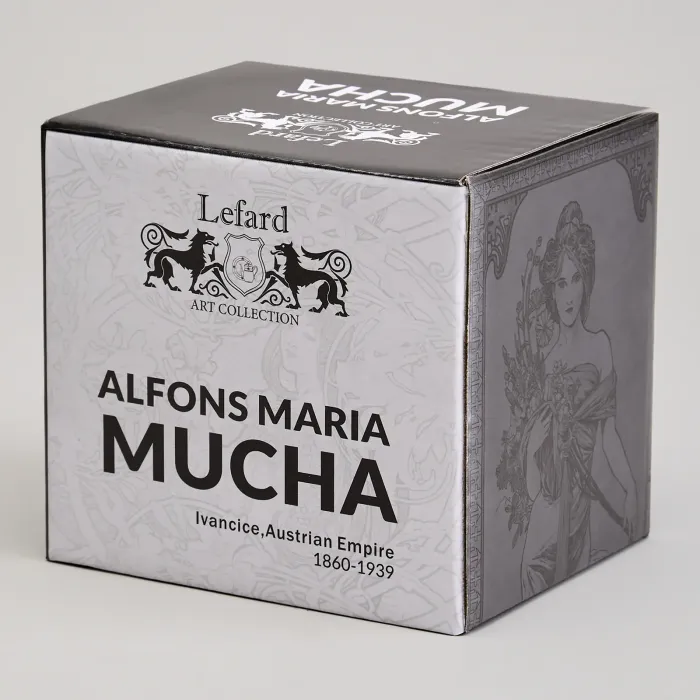 ALFONS MARIA
MUCHA
Lefard
ART COLLECTION
Lefard
ART COLLECTION
ALFONS MARIA
MUCHA
Ivancice,Austrian Empire
1860-1939